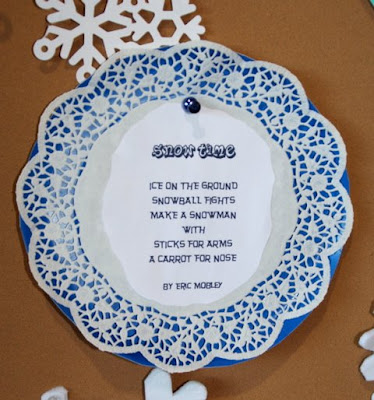 SNOW TIME
ICE ON THE GROUND
SNOWBALL FIGHTS
MAKE A SNOWMAN
WITH
STICKS FOR ARMS
A CARROT FOR NOSE
BY ERIC MOBLEY